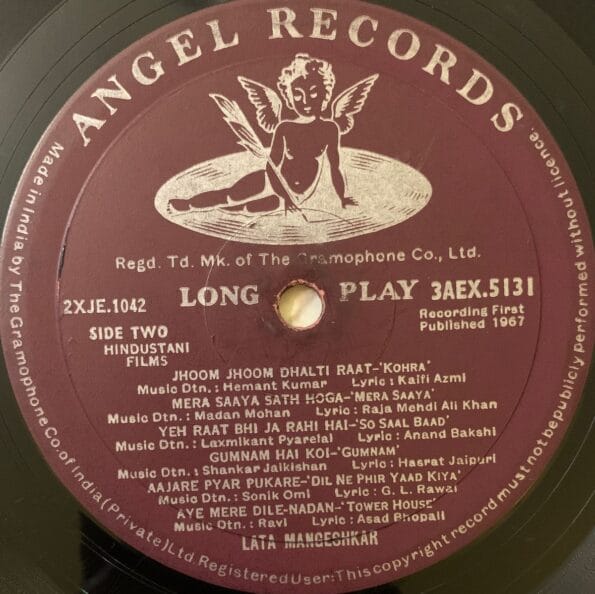 ANGEL RECORDS
Regd. Td. Mk. of The Gramophone Co., Ltd.
2XJE.1042 LONG PLAY 3AEX.5131
SIDE TWO
HINDUSTANI
FILMS
Recording First
Published 1967
JHOOM JHOOM DHALTI RAAT-'KOHRA'
Music Dtn.: Hemant Kumar Lyric: Kaifi Azmi
MERA SAAYA SATH HOGA-'MERA SAAYA'
Music Dtn.: Madan Mohan Lyric: Raja Mehdi Ali Khan
YEH RAAT BHI JA RAHI HAI-'SO SAAL BAAD'
Music Dtn.: Laxmikant Pyarelal Lyric: Anand Bakshi
GUMNAM HAI KOI-'GUMNAM'
Music Dtn.: Shankar Jaikishan Lyric: Hasrat Jaipuri
AAJARE PYAR PUKARE-'DIL NE PHIR YAAD KIYA'
Music Dtn.: Sonik Omi Lyric: G. L. Rawal
AYE MERE DILE-NADAN-'TOWER HOUSE'
Music Dtn.: Ravi Lyric: Asad Bhopali
LATA MANGESHKAR
Made in India by The Gramophone Co. of India (Private) Ltd. Registered User: This copyright record must not be publicly performed without licence.